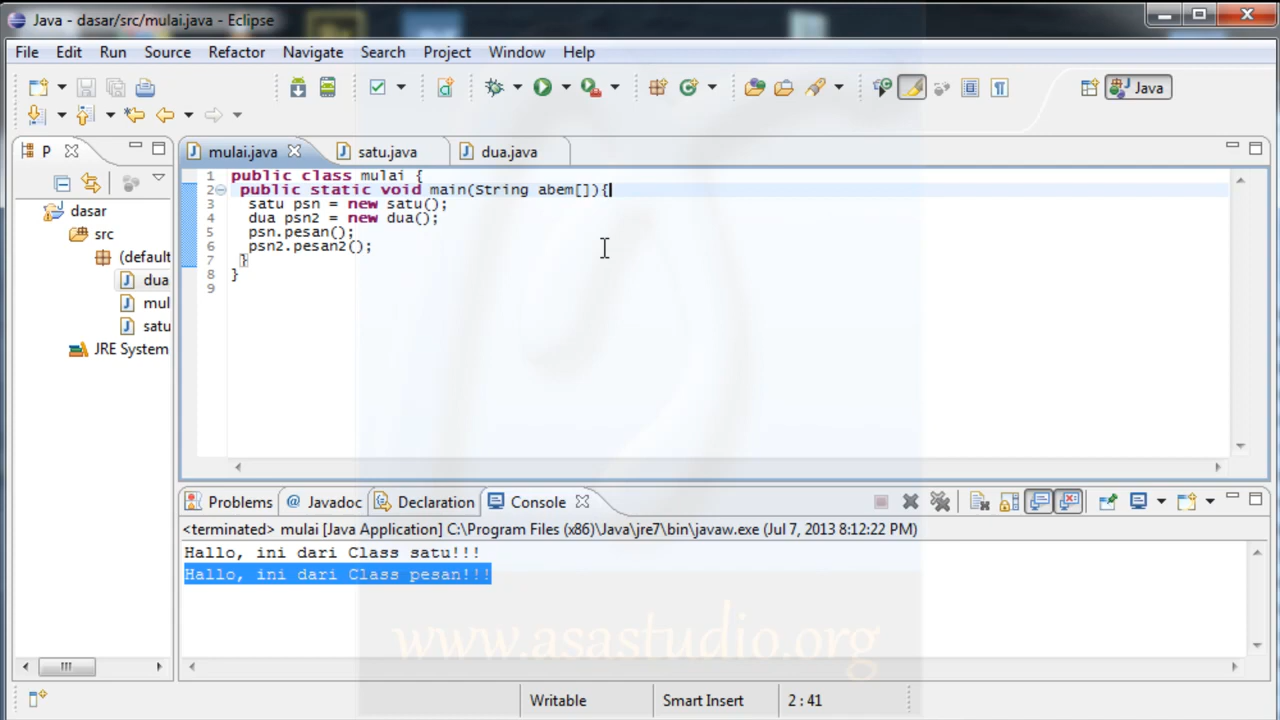 Java - dasar/src/mulai.java - Eclipse
File Edit Run Source Refactor Navigate Search Project Window Help
Java
P mulai.java satu.java dua.java
dasar
src
(default
dua
mul
satu
JRE System
1 public class mulai {
2 public static void main(String abem[]){
3 satu psn = new satu();
4 dua psn2 = new dua();
5 psn.pesan();
6 psn2.pesan2();
7 }
8 }
9
Problems @ Javadoc Declaration Console
<terminated> mulai [Java Application] C:\Program Files (x86)\Java\jre7\bin\javaw.exe (Jul 7, 2013 8:12:22 PM)
Hallo, ini dari Class satu!!!
Hallo, ini dari Class pesan!!!
www.asastudio.org
Writable Smart Insert 2 : 41